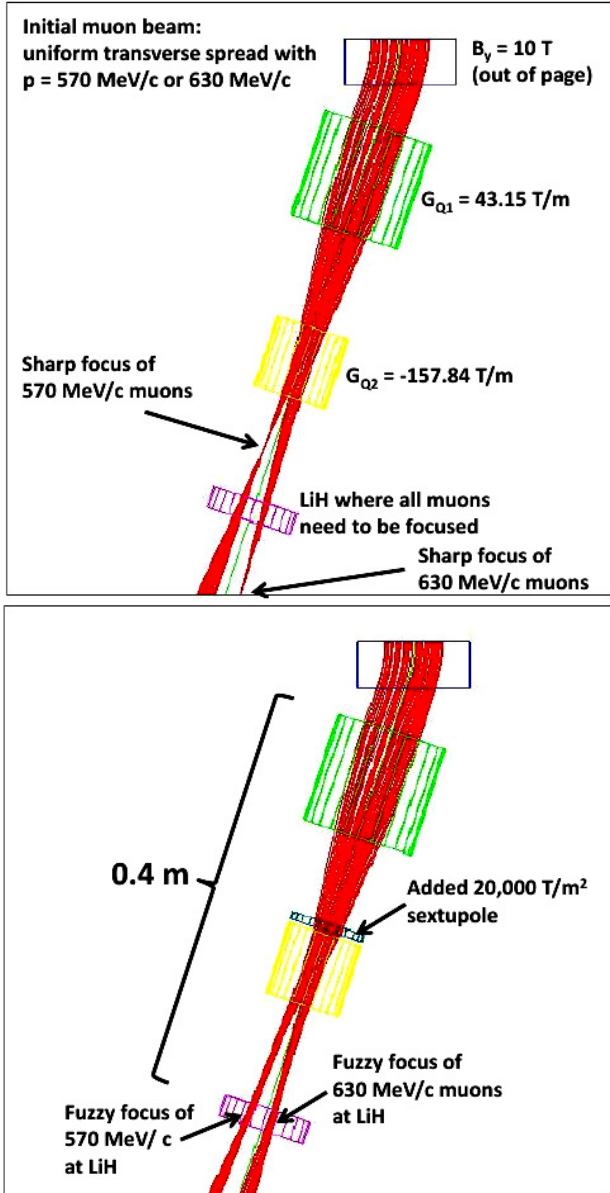 Initial muon beam:
uniform transverse spread with
p = 570 MeV/c or 630 MeV/c
B_y = 10 T
(out of page)
G_Q1 = 43.15 T/m
Sharp focus of
570 MeV/c muons
G_Q2 = -157.84 T/m
LiH where all muons
need to be focused
Sharp focus of
630 MeV/c muons
0.4 m
Added 20,000 T/m²
sextupole
Fuzzy focus of
630 MeV/c muons
at LiH
Fuzzy focus of
570 MeV/ c
at LiH